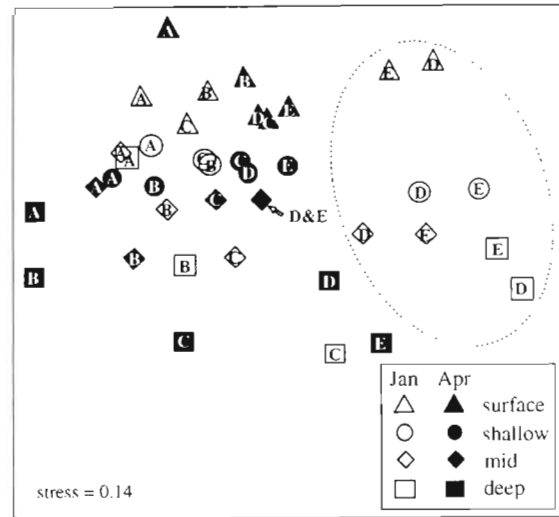 A
E D
A B B
C D C E
A A A C B C D E
A A B
B C
D E
D&E
A
D E
B B C
E
B D D
C E
C
Jan Apr
surface
shallow
mid
deep
stress = 0.14